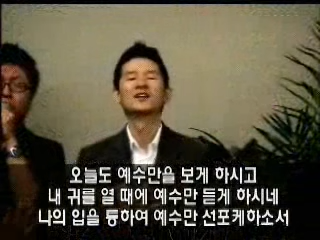 오늘도 예수만을 보게 하시고
내 귀를 열 때에 예수만 듣게 하시네
나의 입을 통하여 예수만 선포케하소서